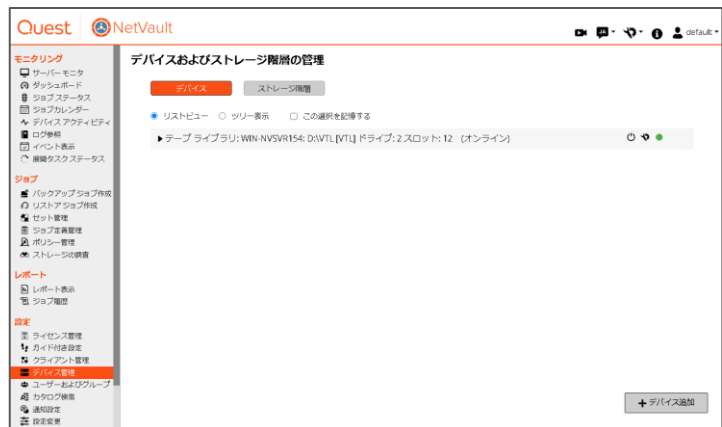 Quest NetVault
JA
default
モニタリング
サーバー モニタ
ダッシュボード
ジョブ ステータス
ジョブカレンダー
デバイス アクティビティ
ログ参照
イベント表示
展開タスク ステータス
ジョブ
バックアップ ジョブ作成
リストア ジョブ作成
セット管理
ジョブ定義管理
ポリシー管理
ストレージの調査
レポート
レポート表示
ジョブ履歴
設定
ライセンス管理
ガイド付き設定
クライアント管理
デバイス管理
ユーザーおよびグループ
カタログ検索
通知設定
設定変更
デバイスおよびストレージ階層の管理
デバイス ストレージ階層
リストビュー ツリー表示 この選択を記憶する
テープ ライブラリ: WIN-NVSVR154: D:\VTL [VTL] ドライブ: 2 スロット: 12 (オンライン)
デバイス追加